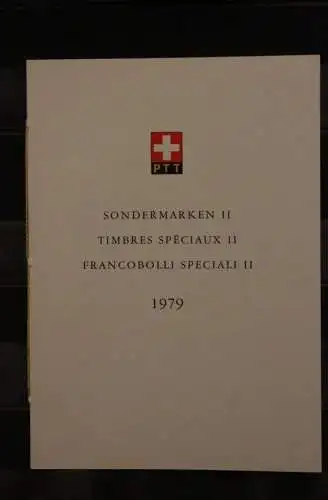 PTT
SONDERMARKEN II
TIMBRES SPÉCIAUX II
FRANCOBOLLI SPECIALI II
1979